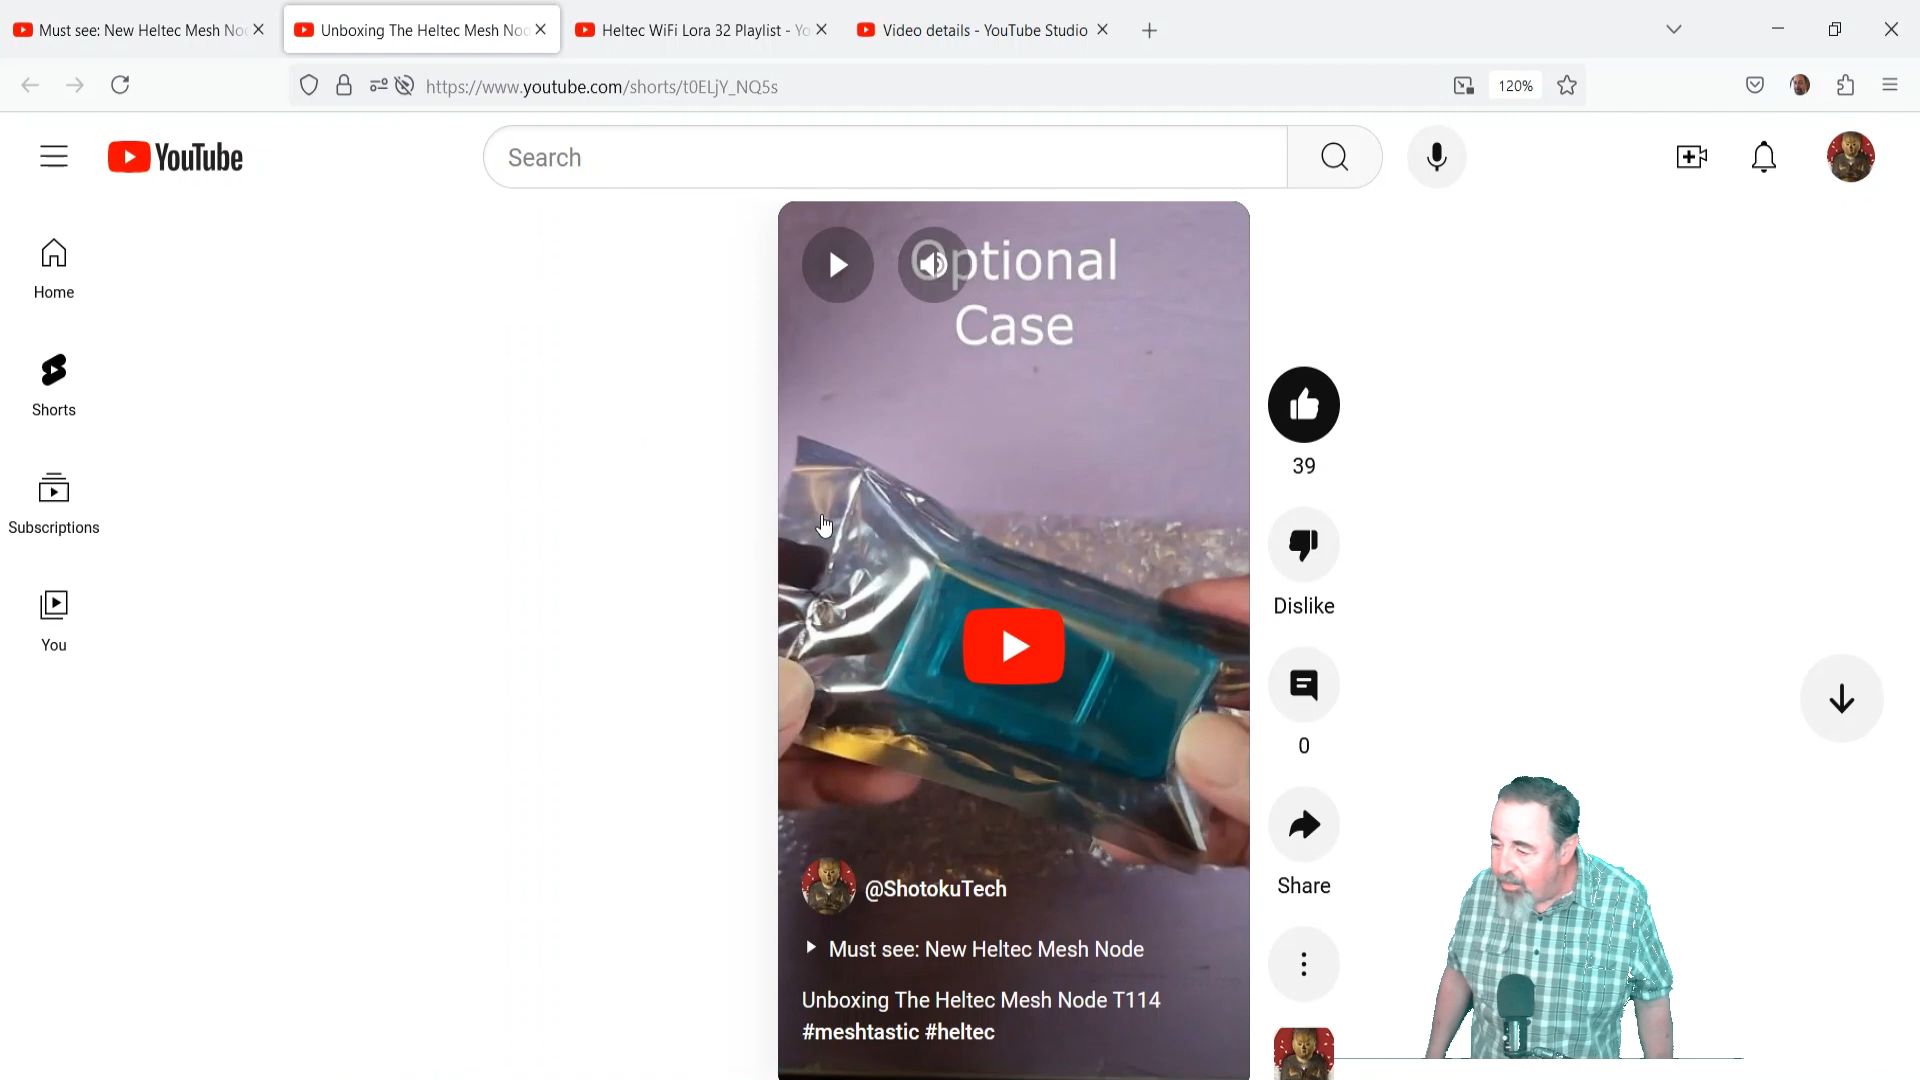 Must see: New Heltec Mesh No
Unboxing The Heltec Mesh Nod
Heltec WiFi Lora 32 Playlist - Yo
Video details - YouTube Studio
https://www.youtube.com/shorts/t0ELjY_NQ5s
120%
YouTube
Search
Home
Shorts
Subscriptions
You
Optional
Case
39
Dislike
0
Share
@ShotokuTech
Must see: New Heltec Mesh Node
Unboxing The Heltec Mesh Node T114
#meshtastic #heltec